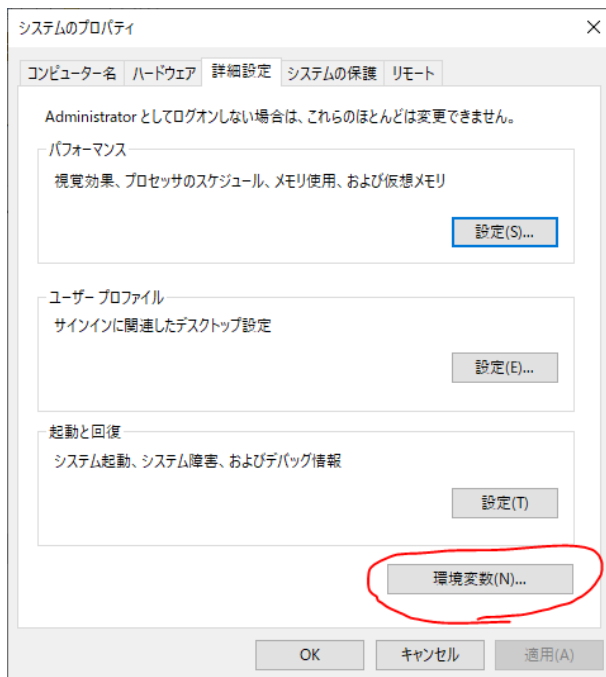 システムのプロパティ
コンピューター名 ハードウェア 詳細設定 システムの保護 リモート
Administrator としてログオンしない場合は、これらのほとんどは変更できません。
パフォーマンス
視覚効果、プロセッサのスケジュール、メモリ使用、および仮想メモリ
設定(S)...
ユーザー プロファイル
サインインに関連したデスクトップ設定
設定(E)...
起動と回復
システム起動、システム障害、およびデバッグ情報
設定(T)
環境変数(N)...
OK キャンセル 適用(A)